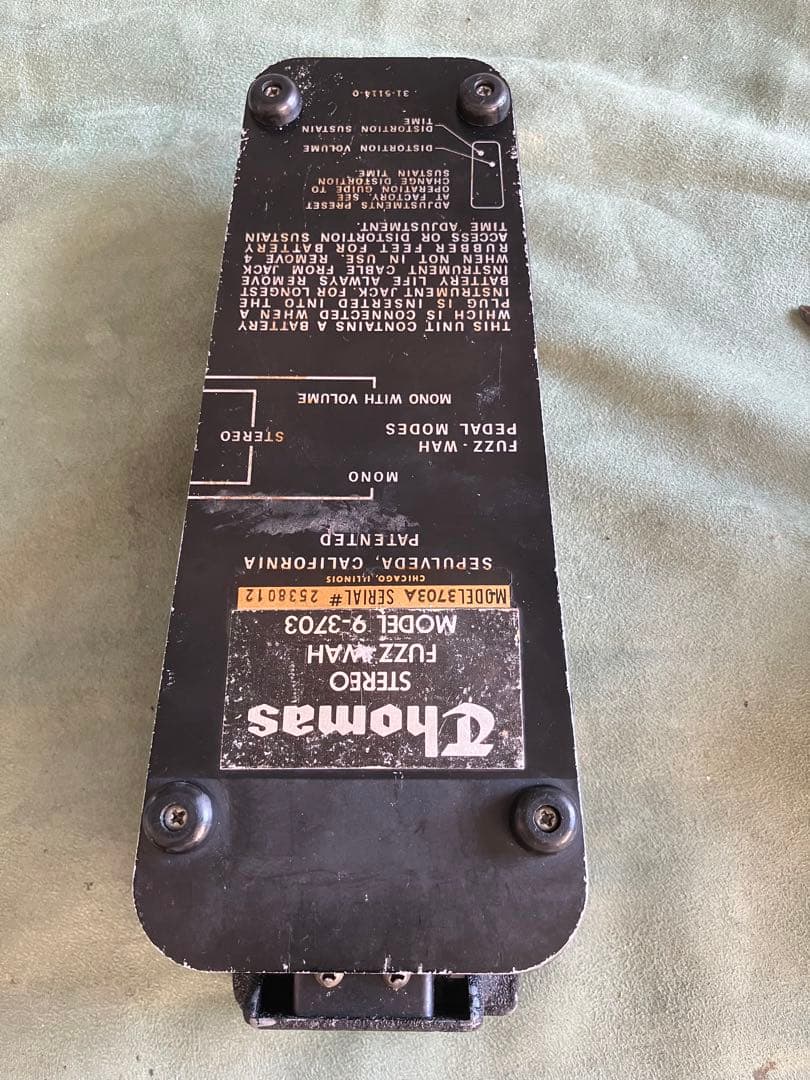 Thomas
STEREO
FUZZ-WAH
MODEL 9-3703
MODEL 3703A SERIAL # 2538012
CHICAGO, ILLINOIS
SEPULVEDA, CALIFORNIA
PATENTED
MONO
FUZZ-WAH
PEDAL MODES
STEREO
MONO WITH VOLUME
THIS UNIT CONTAINS A BATTERY
WHICH IS CONNECTED WHEN A
PLUG IS INSERTED INTO THE
INSTRUMENT JACK. FOR LONGEST
BATTERY LIFE ALWAYS REMOVE
INSTRUMENT CABLE FROM JACK
WHEN NOT IN USE. REMOVE 4
RUBBER FEET FOR BATTERY
ACCESS OR DISTORTION SUSTAIN
TIME ADJUSTMENT.
ADJUSTMENTS PRESET
AT FACTORY. SEE
OPERATION GUIDE TO
CHANGE DISTORTION
SUSTAIN TIME.
DISTORTION VOLUME
DISTORTION SUSTAIN
TIME
31-5114-0